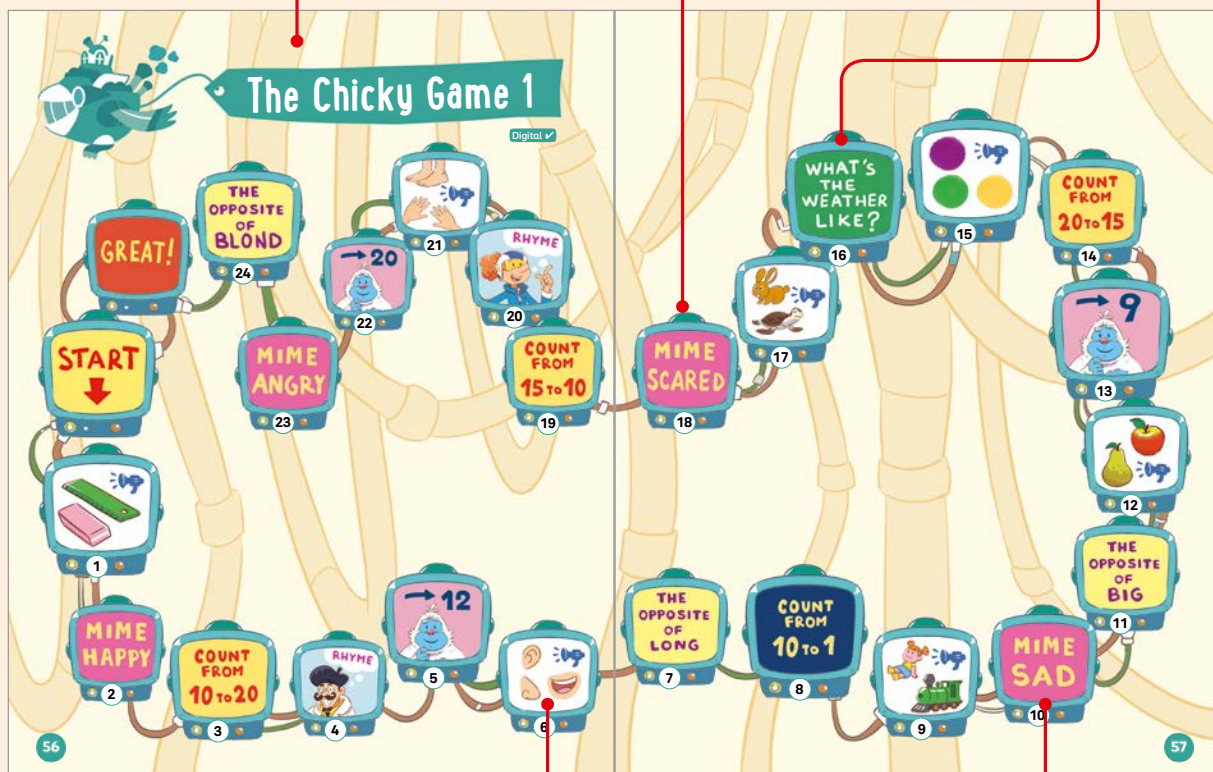 The Chicky Game 1
Digital ✓
START
1
MIME
HAPPY
2
COUNT
FROM
10 TO 20
3
RHYME
4
→ 12
5
6
THE
OPPOSITE
OF
LONG
7
COUNT
FROM
10 TO 1
8
9
MIME
SAD
10
THE
OPPOSITE
OF
BIG
11
12
→ 9
13
COUNT
FROM
20 TO 15
14
15
WHAT'S
THE
WEATHER
LIKE?
16
17
MIME
SCARED
18
COUNT
FROM
15 TO 10
19
RHYME
20
21
→ 20
22
MIME
ANGRY
23
THE
OPPOSITE
OF
BLOND
24
GREAT!
56
57